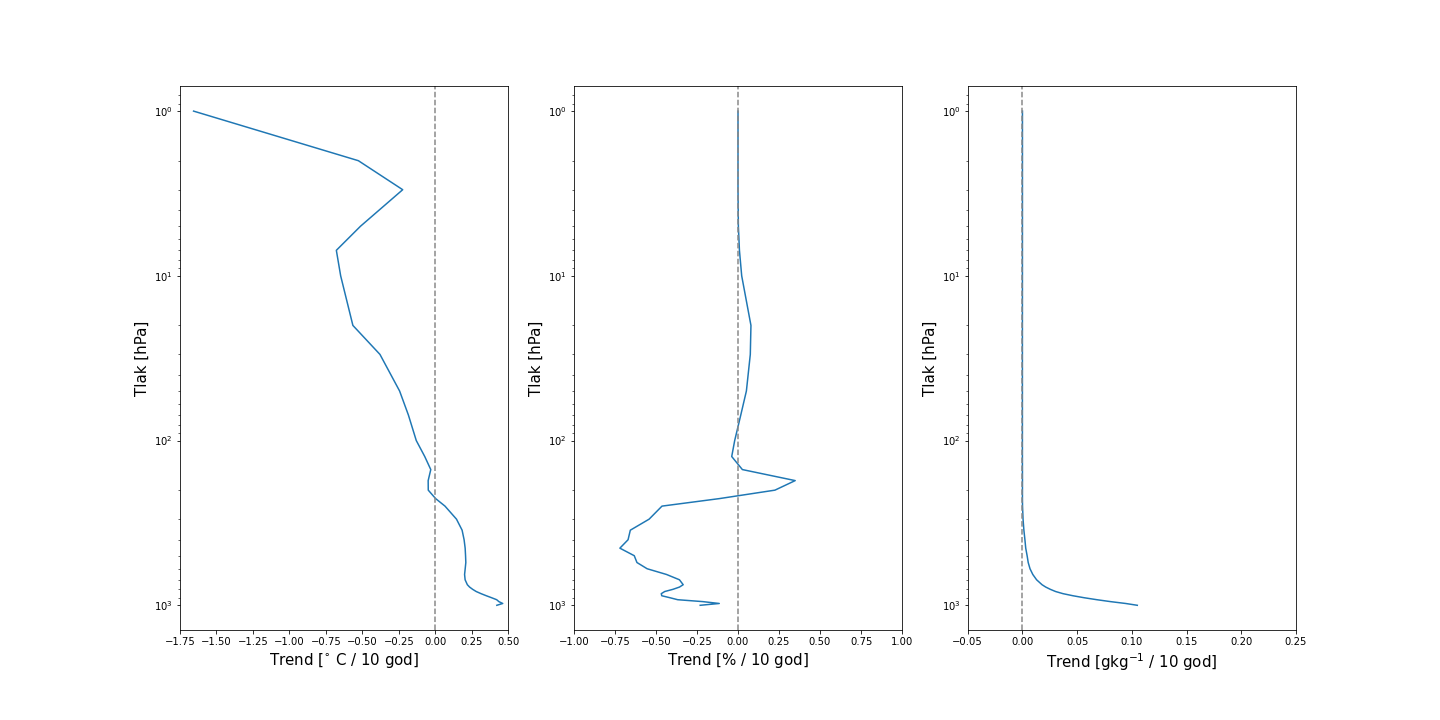 10⁰
10¹
10²
10³
Tlak [hPa]
−1.75 −1.50 −1.25 −1.00 −0.75 −0.50 −0.25 0.00 0.25 0.50
Trend [° C / 10 god]
10⁰
10¹
10²
10³
Tlak [hPa]
−1.00 −0.75 −0.50 −0.25 0.00 0.25 0.50 0.75 1.00
Trend [% / 10 god]
10⁰
10¹
10²
10³
Tlak [hPa]
−0.05 0.00 0.05 0.10 0.15 0.20 0.25
Trend [gkg⁻¹ / 10 god]